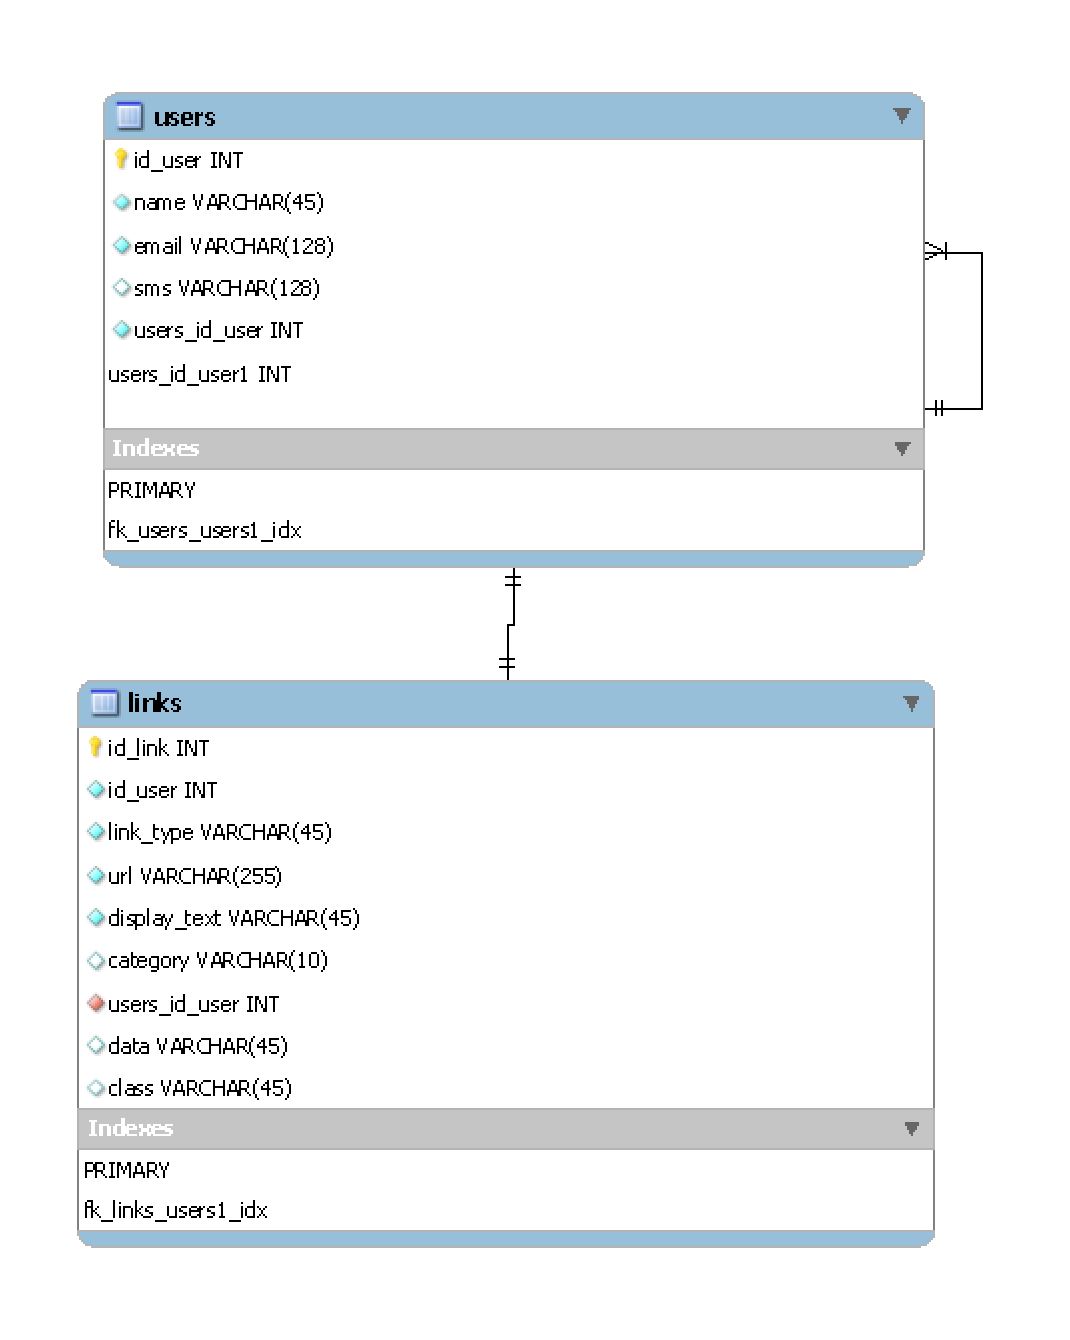 users
id_user INT
name VARCHAR(45)
email VARCHAR(128)
sms VARCHAR(128)
users_id_user INT
users_id_user1 INT
Indexes
PRIMARY
fk_users_users1_idx
links
id_link INT
id_user INT
link_type VARCHAR(45)
url VARCHAR(255)
display_text VARCHAR(45)
category VARCHAR(10)
users_id_user INT
data VARCHAR(45)
class VARCHAR(45)
Indexes
PRIMARY
fk_links_users1_idx